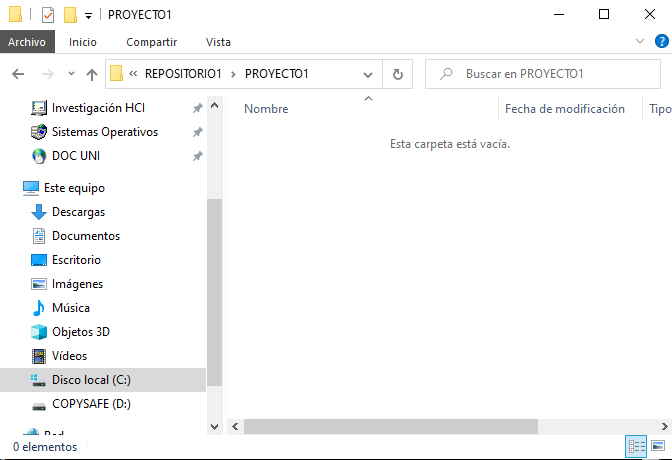 PROYECTO1
Archivo Inicio Compartir Vista
« REPOSITORIO1 › PROYECTO1
Buscar en PROYECTO1
Investigación HCI
Sistemas Operativos
DOC UNI
Este equipo
Descargas
Documentos
Escritorio
Imágenes
Música
Objetos 3D
Vídeos
Disco local (C:)
COPYSAFE (D:)
Red
Nombre Fecha de modificación Tipo
Esta carpeta está vacía.
0 elementos